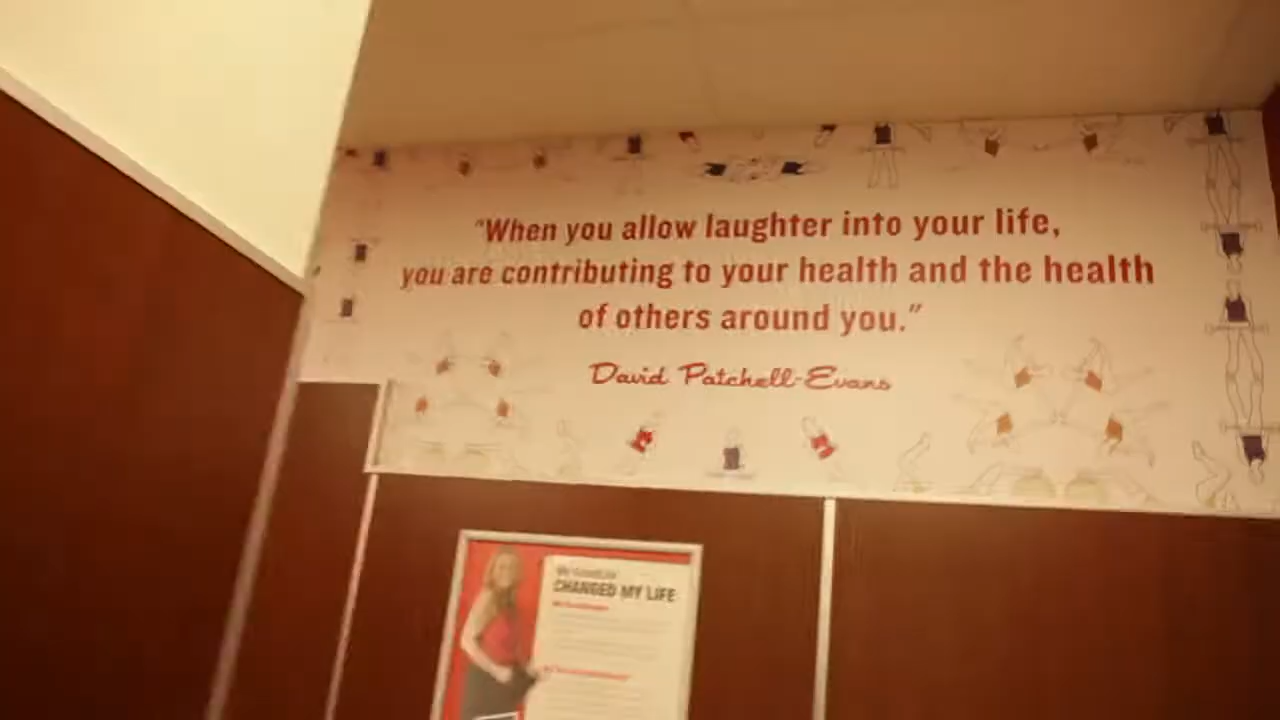 "When you allow laughter into your life,
you are contributing to your health and the health
of others around you."
David Patchell-Evans
CHANGED MY LIFE